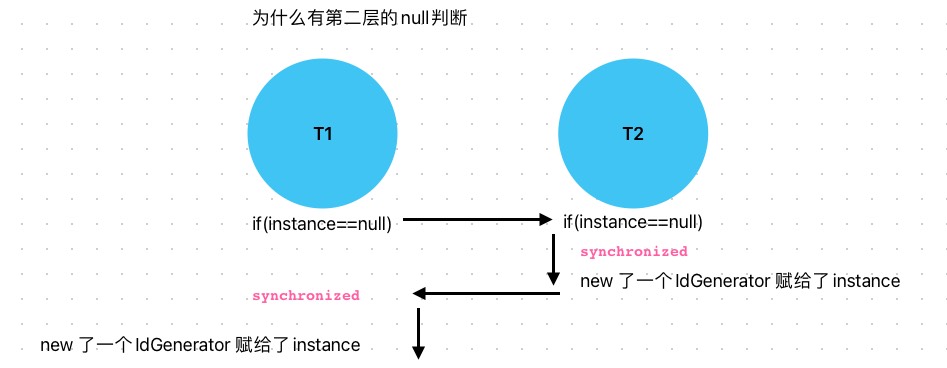 为什么有第二层的null判断
T1
T2
if(instance==null)
if(instance==null)
synchronized
new 了一个 IdGenerator 赋给了 instance
synchronized
new 了一个 IdGenerator 赋给了 instance